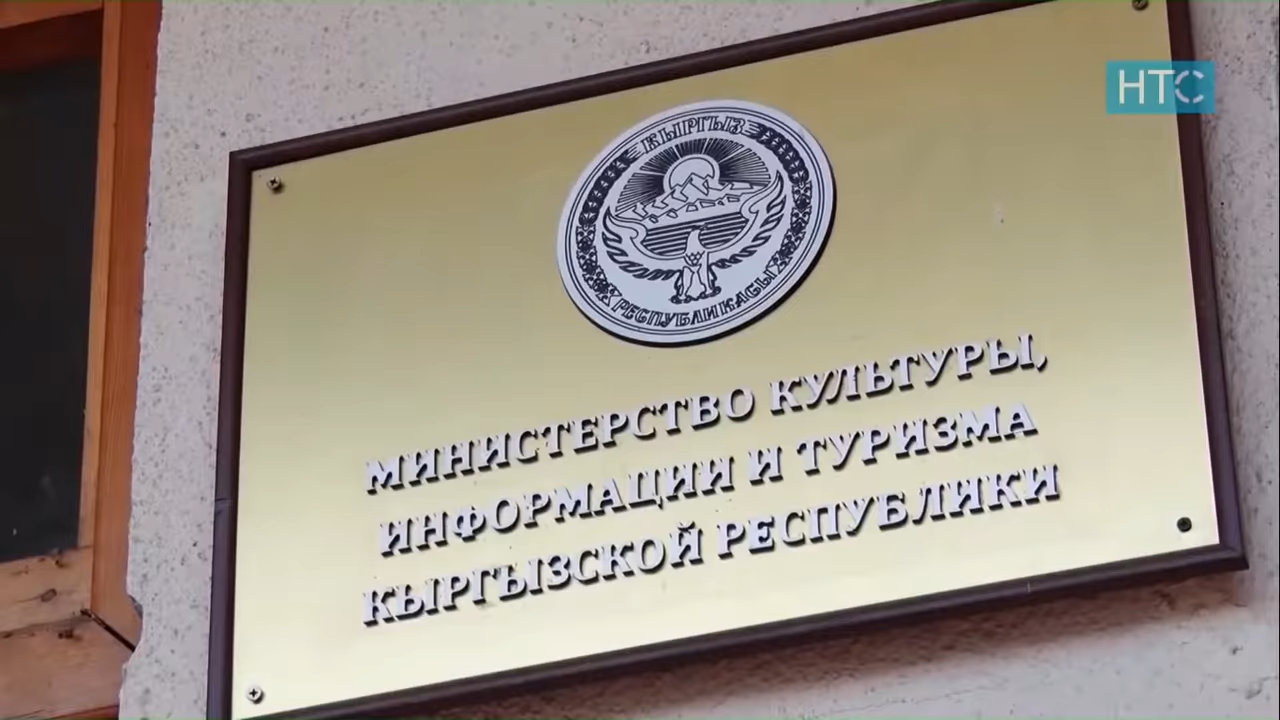 НТС
КЫРГЫЗ
РЕСПУБЛИКАСЫ
МИНИСТЕРСТВО КУЛЬТУРЫ,
ИНФОРМАЦИИ И ТУРИЗМА
КЫРГЫЗСКОЙ РЕСПУБЛИКИ